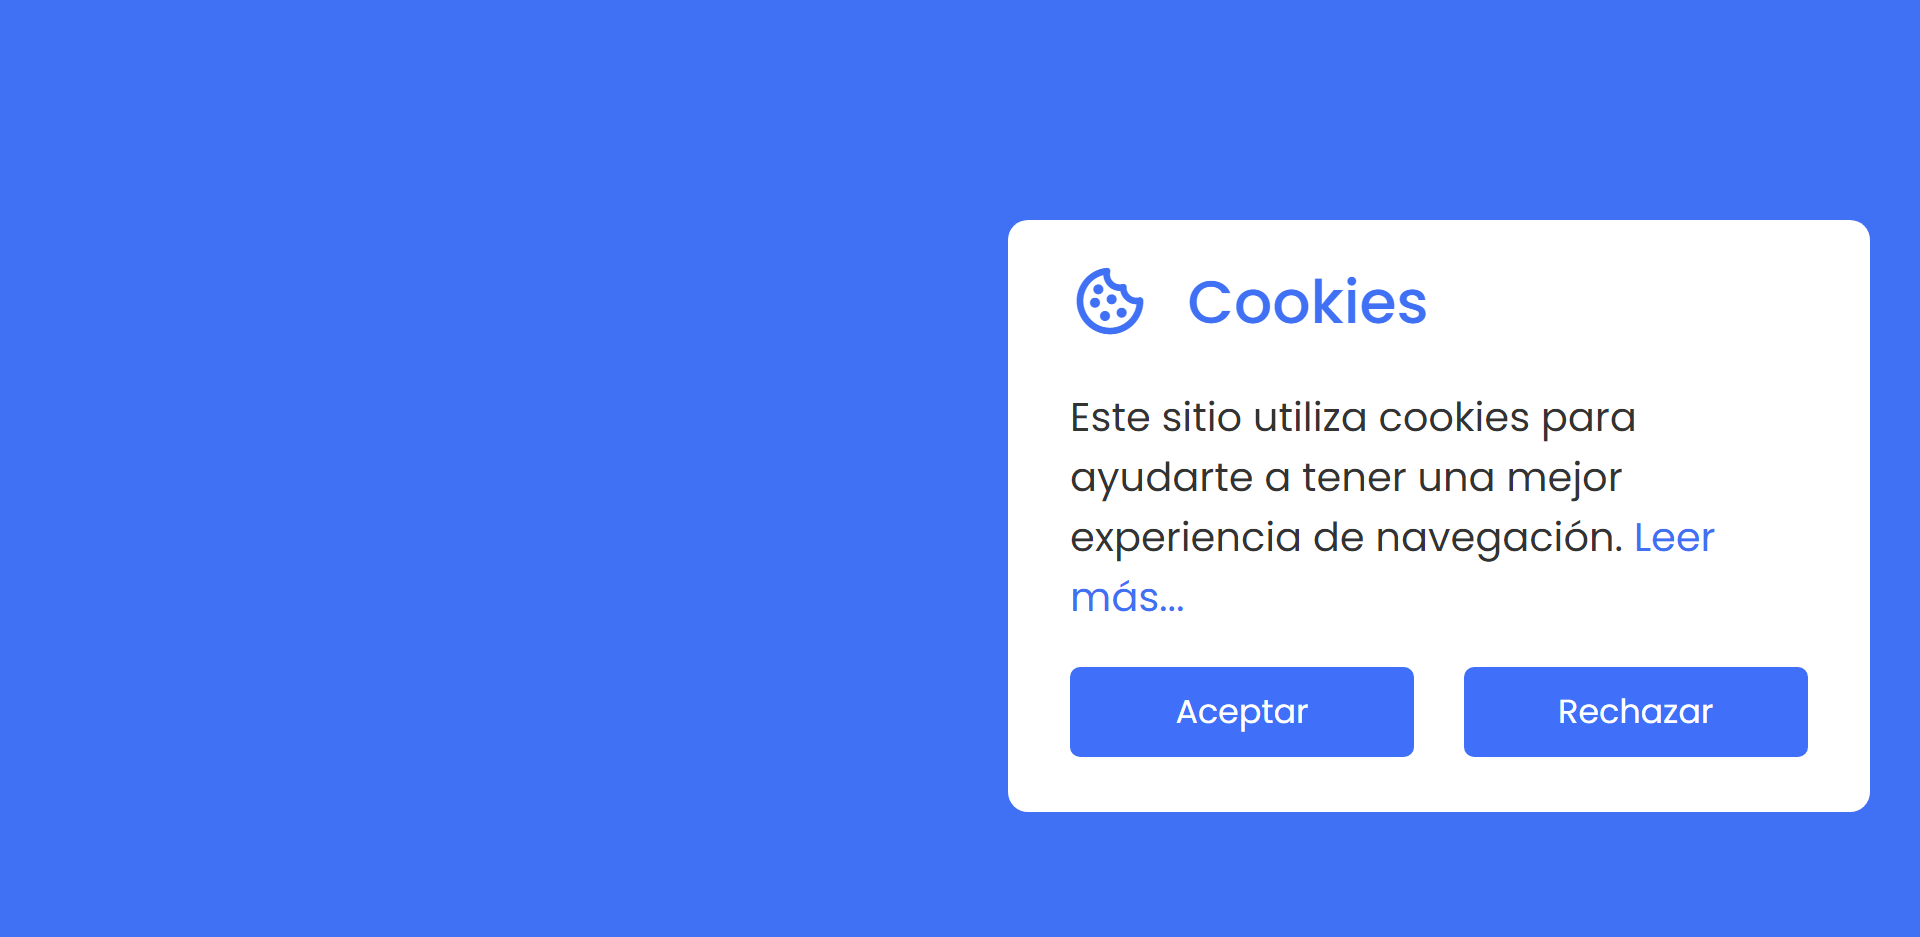 Cookies
Este sitio utiliza cookies para
ayudarte a tener una mejor
experiencia de navegación. Leer
más...
Aceptar
Rechazar